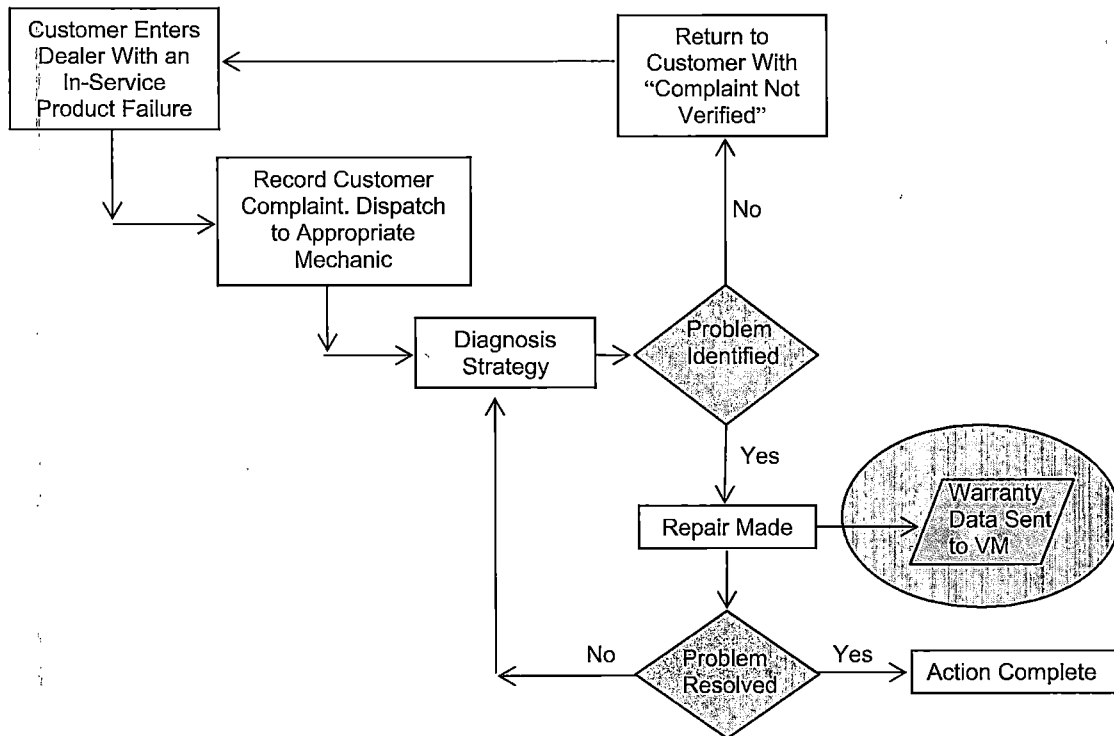 Customer Enters
Dealer With an
In-Service
Product Failure
Return to
Customer With
“Complaint Not
Verified”
Record Customer
Complaint. Dispatch
to Appropriate
Mechanic
No
Diagnosis
Strategy
Problem
Identified
Yes
Repair Made
Warranty
Data Sent
to VM
No
Problem
Resolved
Yes
Action Complete